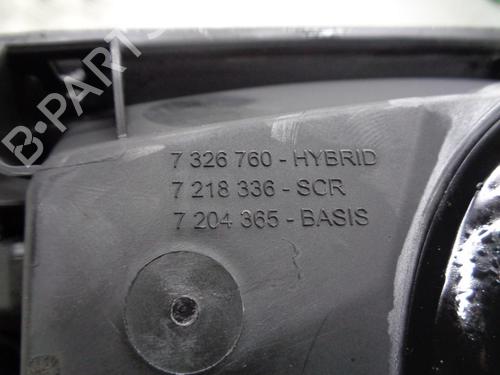 B-PARTS
7 326 760 - HYBRID
7 218 336 - SCR
7 204 365 - BASIS